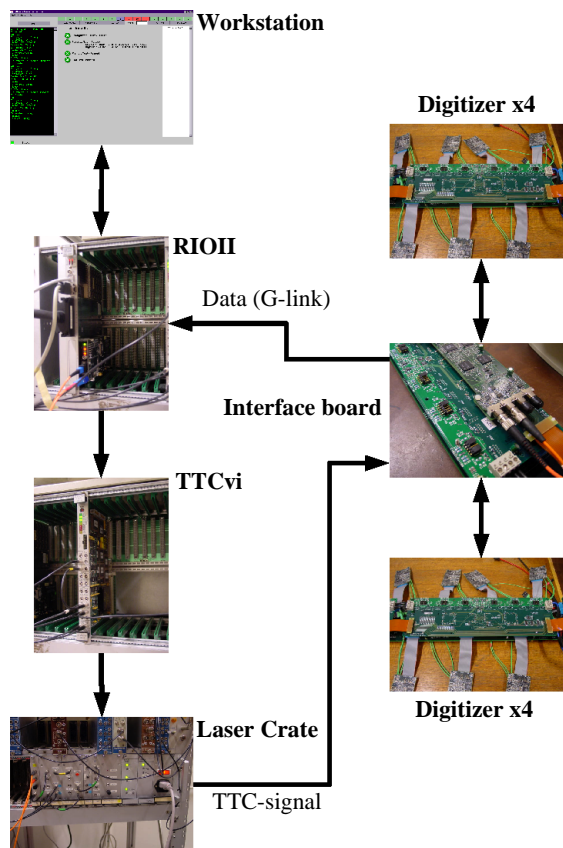 Workstation
Digitizer x4
RIOII
Data (G-link)
Interface board
TTCvi
Laser Crate
Digitizer x4
TTC-signal